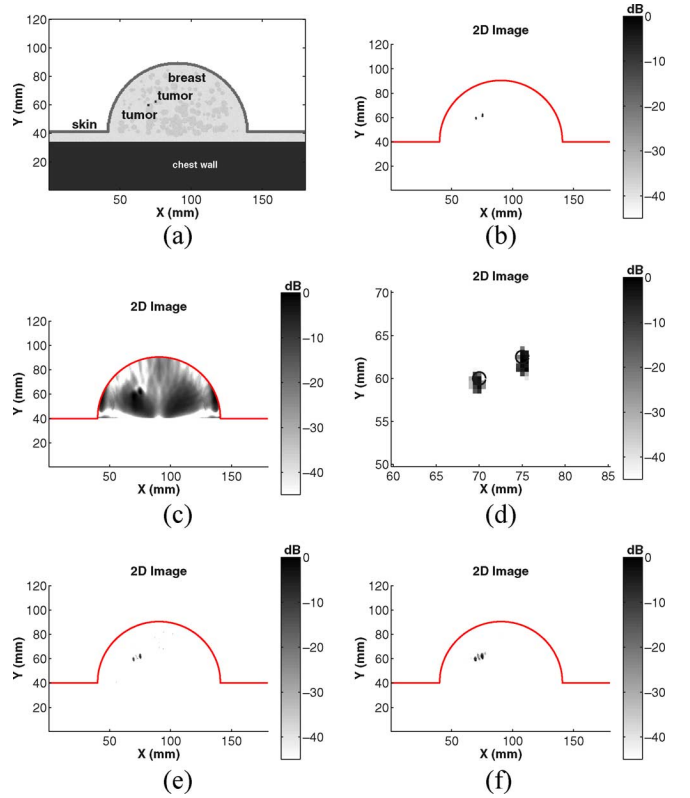 120
100
80
60
40
20
Y (mm)
breast
tumor
tumor
skin
chest wall
50
100
150
X (mm)
(a)
2D Image
120
100
80
60
40
20
Y (mm)
50
100
150
X (mm)
dB
0
−10
−20
−30
−40
(b)
2D Image
120
100
80
60
40
20
Y (mm)
50
100
150
X (mm)
dB
0
−10
−20
−30
−40
(c)
2D Image
70
65
60
55
50
Y (mm)
60
65
70
75
80
85
X (mm)
dB
0
−10
−20
−30
−40
(d)
2D Image
120
100
80
60
40
20
Y (mm)
50
100
150
X (mm)
dB
0
−10
−20
−30
−40
(e)
2D Image
120
100
80
60
40
20
Y (mm)
50
100
150
X (mm)
dB
0
−10
−20
−30
−40
(f)